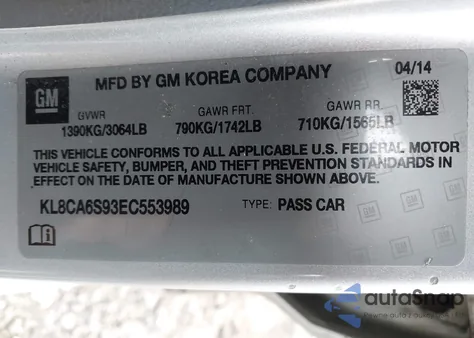 MFD BY GM KOREA COMPANY 04/14
GM
GVWR GAWR FRT. GAWR RR.
1390KG/3064LB 790KG/1742LB 710KG/1565LB
THIS VEHICLE CONFORMS TO ALL APPLICABLE U.S. FEDERAL MOTOR
VEHICLE SAFETY, BUMPER, AND THEFT PREVENTION STANDARDS IN
EFFECT ON THE DATE OF MANUFACTURE SHOWN ABOVE.
KL8CA6S93EC553989 TYPE: PASS CAR
autoSnap